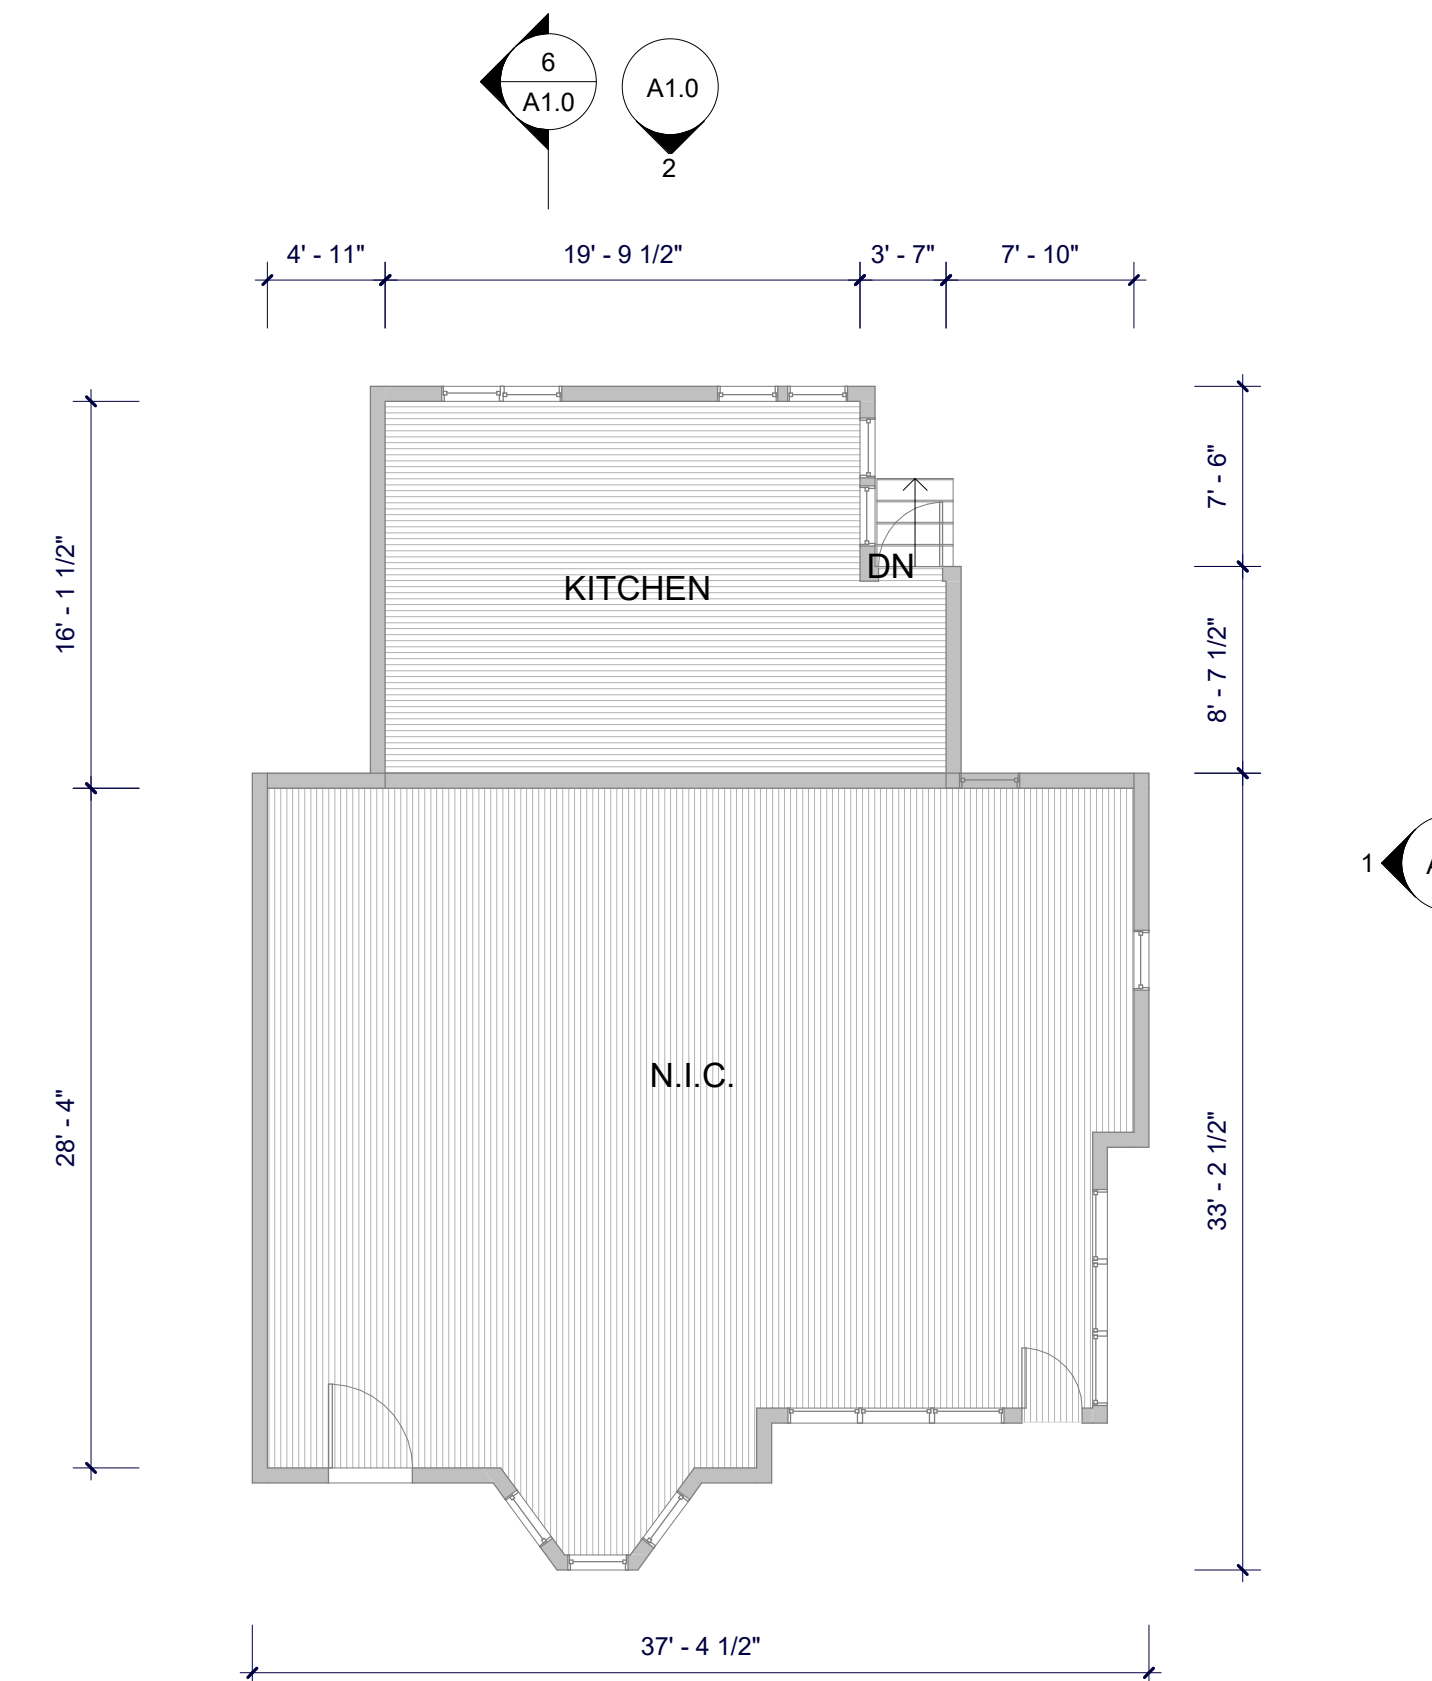 6
A1.0
A1.0
2
4' - 11"
19' - 9 1/2"
3' - 7"
7' - 10"
7' - 6"
16' - 1 1/2"
DN
KITCHEN
8' - 7 1/2"
1
N.I.C.
28' - 4"
33' - 2 1/2"
37' - 4 1/2"